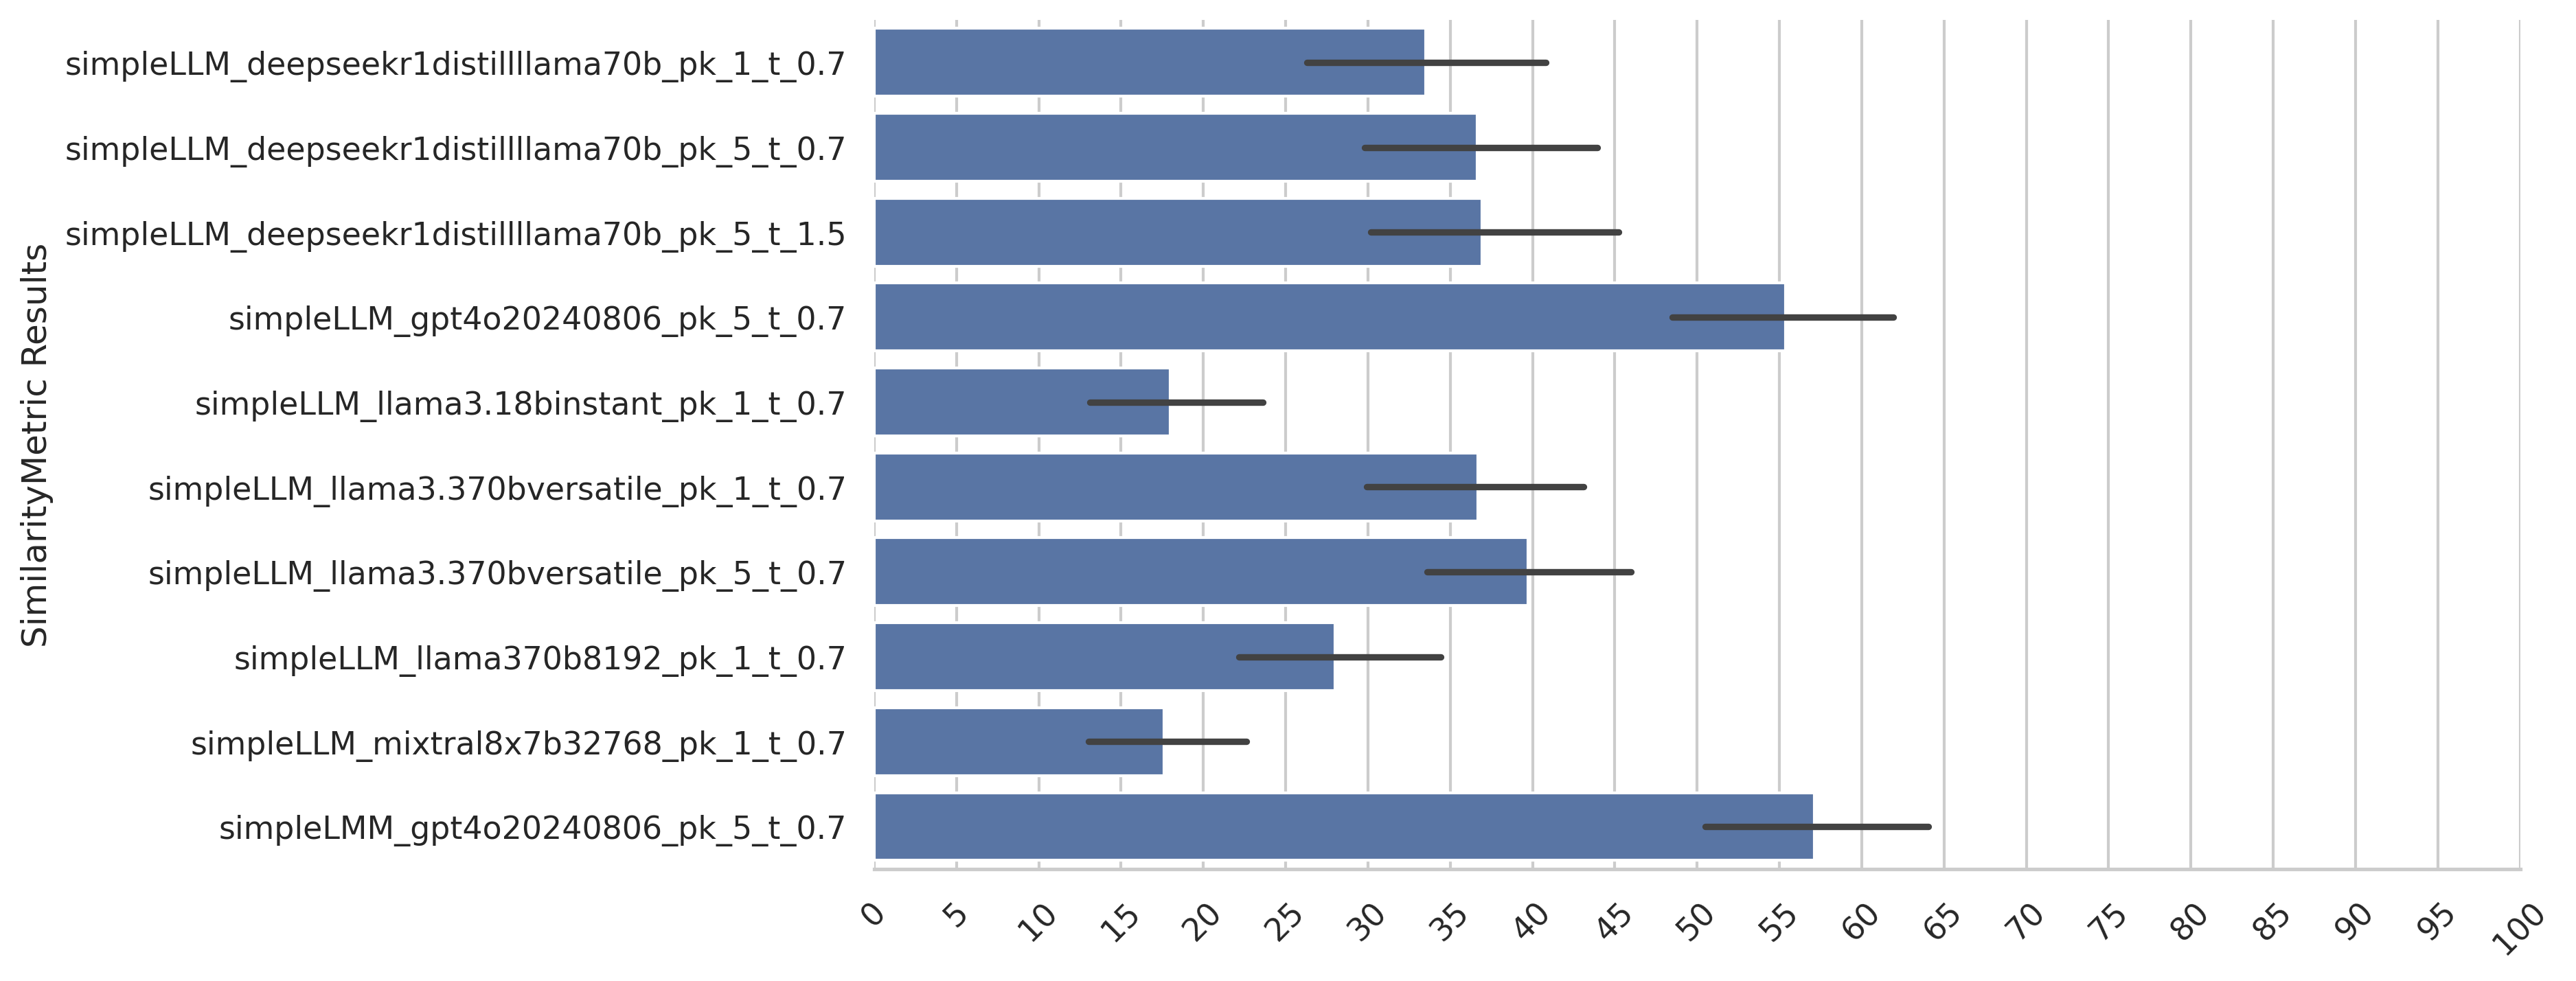 SimilarityMetric Results
simpleLLM_deepseekr1distillllama70b_pk_1_t_0.7
simpleLLM_deepseekr1distillllama70b_pk_5_t_0.7
simpleLLM_deepseekr1distillllama70b_pk_5_t_1.5
simpleLLM_gpt4o20240806_pk_5_t_0.7
simpleLLM_llama3.18binstant_pk_1_t_0.7
simpleLLM_llama3.370bversatile_pk_1_t_0.7
simpleLLM_llama3.370bversatile_pk_5_t_0.7
simpleLLM_llama370b8192_pk_1_t_0.7
simpleLLM_mixtral8x7b32768_pk_1_t_0.7
simpleLMM_gpt4o20240806_pk_5_t_0.7
0 5 10 15 20 25 30 35 40 45 50 55 60 65 70 75 80 85 90 95 100